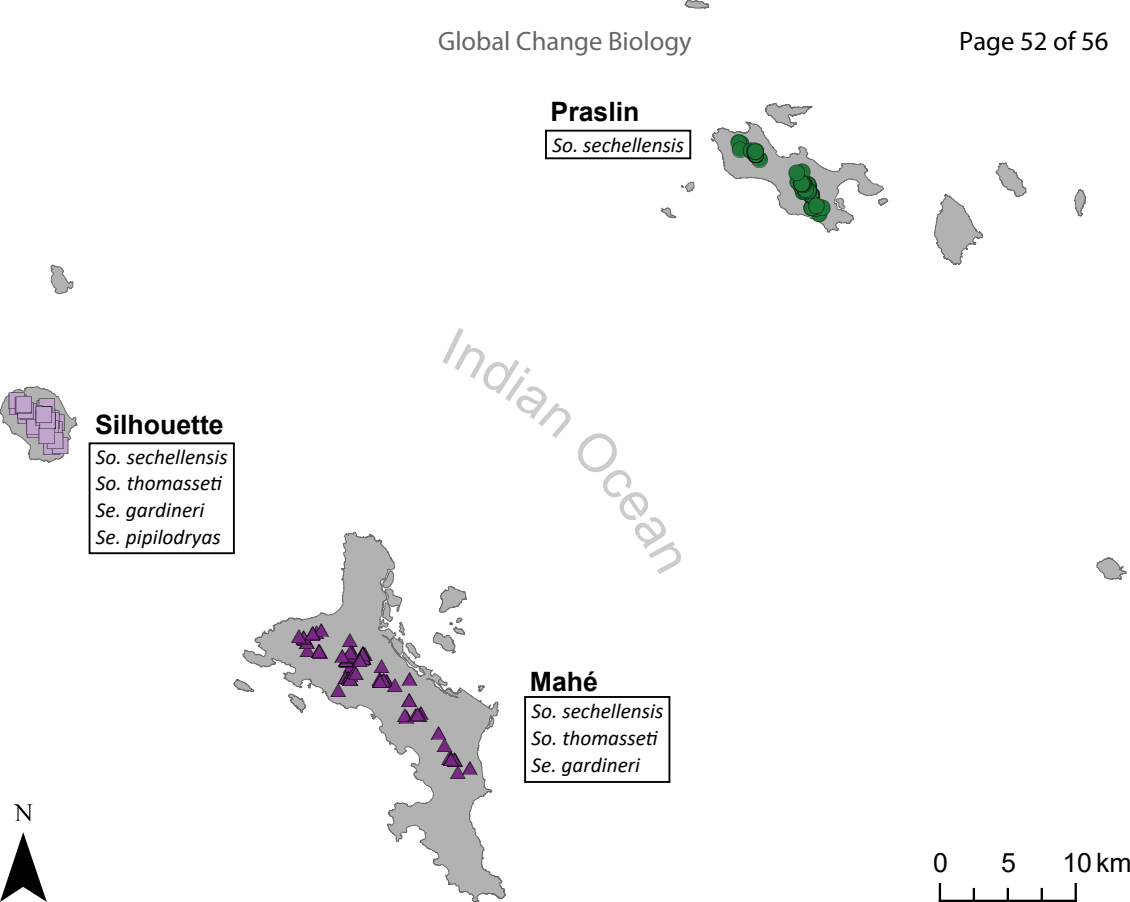 Global Change Biology
Page 52 of 56
Praslin
So. sechellensis
Indian Ocean
Silhouette
So. sechellensis
So. thomasseti
Se. gardineri
Se. pipilodryas
Mahé
So. sechellensis
So. thomasseti
Se. gardineri
N
0 5 10 km